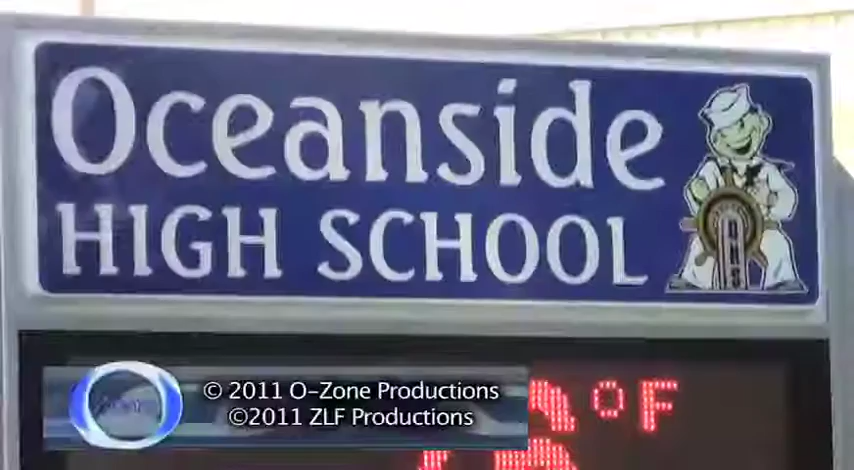 Oceanside
HIGH SCHOOL
OHS
© 2011 O-Zone Productions
©2011 ZLF Productions
°F